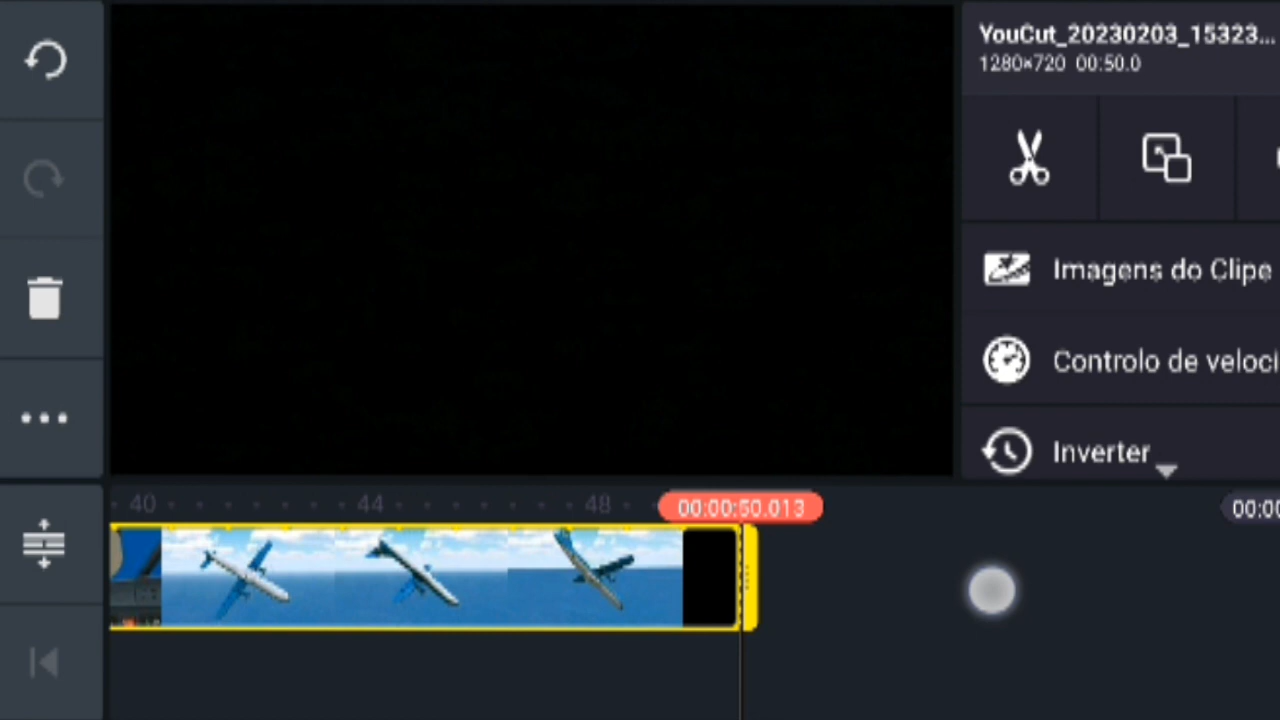 YouCut_20230203_15323...
1280×720 00:50.0
Imagens do Clipe
Controlo de veloci
Inverter
40 44 48 00:00:50.013 00:00